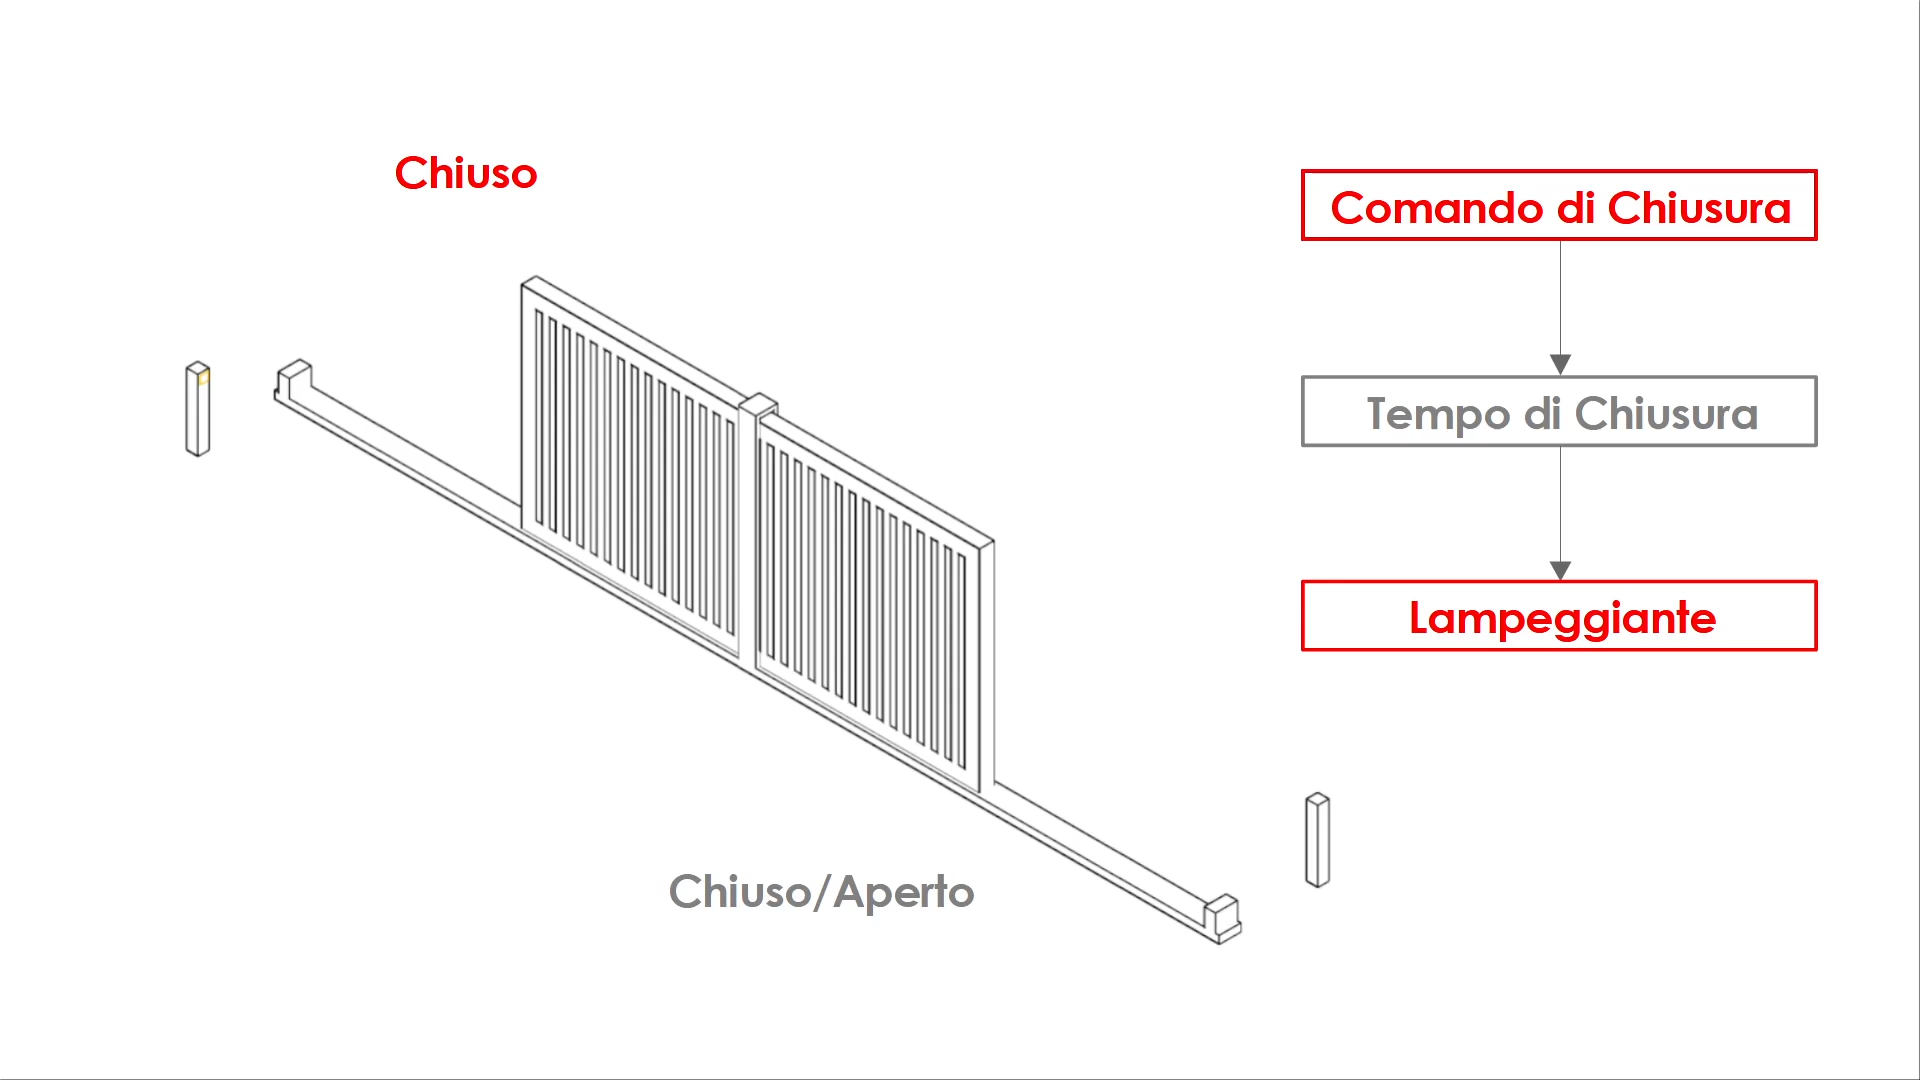 Chiuso
Comando di Chiusura
Tempo di Chiusura
Lampeggiante
Chiuso/Aperto